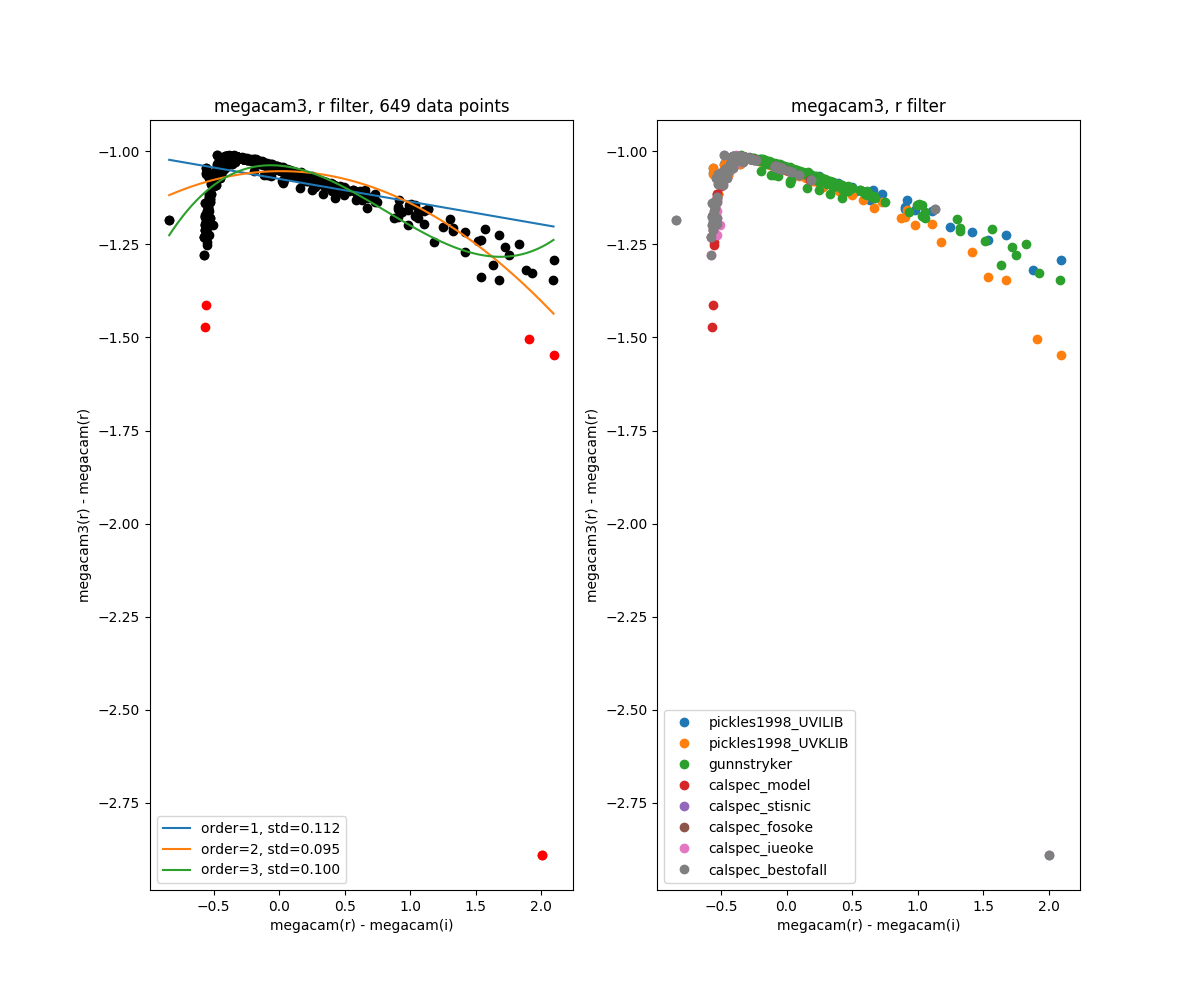 megacam3, r filter, 649 data points
−1.00
−1.25
−1.50
−1.75
−2.00
−2.25
−2.50
−2.75
megacam3(r) - megacam(r)
order=1, std=0.112
order=2, std=0.095
order=3, std=0.100
−0.5 0.0 0.5 1.0 1.5 2.0
megacam(r) - megacam(i)
megacam3, r filter
−1.00
−1.25
−1.50
−1.75
−2.00
−2.25
−2.50
−2.75
megacam3(r) - megacam(r)
pickles1998_UVILIB
pickles1998_UVKLIB
gunnstryker
calspec_model
calspec_stisnic
calspec_fosoke
calspec_iueoke
calspec_bestofall
−0.5 0.0 0.5 1.0 1.5 2.0
megacam(r) - megacam(i)